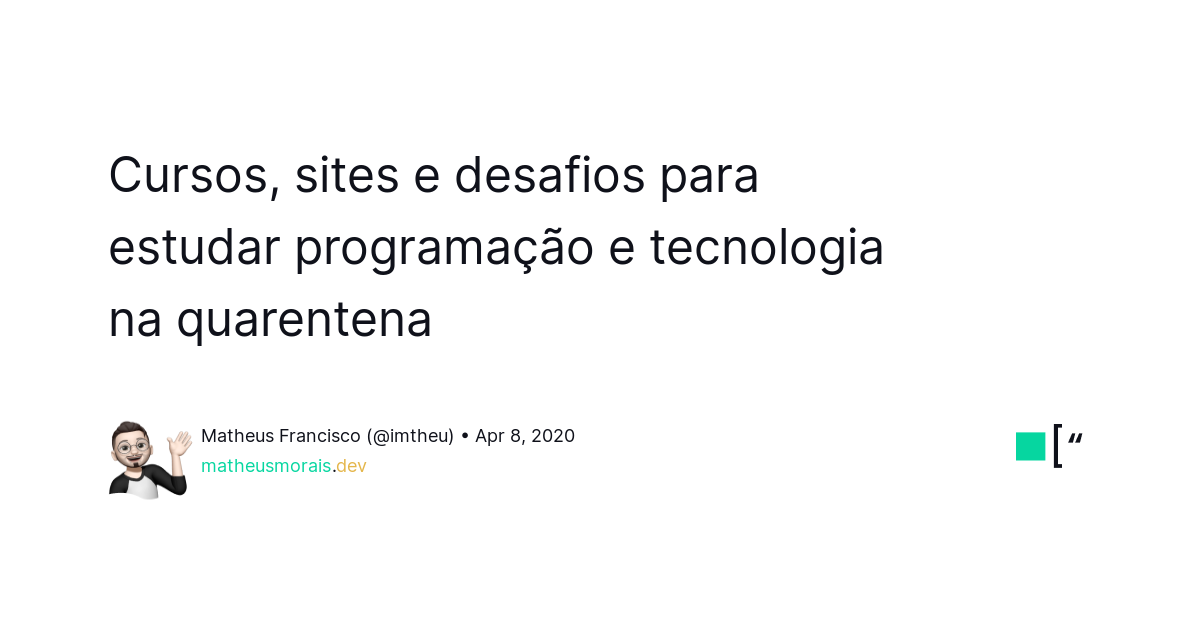 Cursos, sites e desafios para
estudar programação e tecnologia
na quarentena
Matheus Francisco (@imtheu) • Apr 8, 2020
matheusmorais.dev
[“